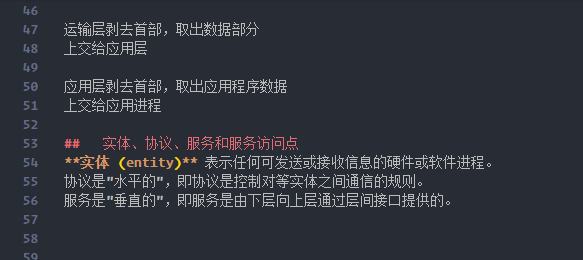 46
47 运输层剥去首部，取出数据部分
48 上交给应用层
49
50 应用层剥去首部，取出应用程序数据
51 上交给应用进程
52
53 ## 实体、协议、服务和服务访问点
54 **实体 (entity)** 表示任何可发送或接收信息的硬件或软件进程。
55 协议是"水平的"，即协议是控制对等实体之间通信的规则。
56 服务是"垂直的"，即服务是由下层向上层通过层间接口提供的。
57
58
59